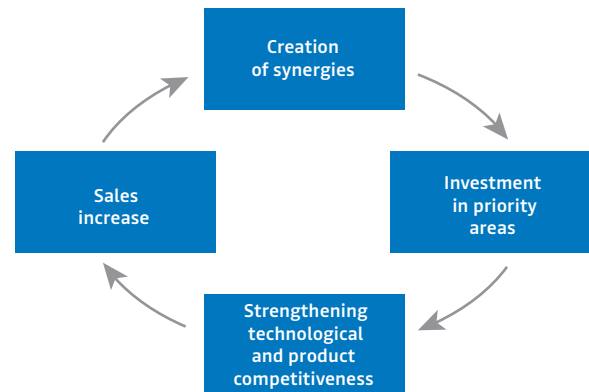 Creation
of synergies
Investment
in priority
areas
Strengthening
technological
and product
competitiveness
Sales
increase